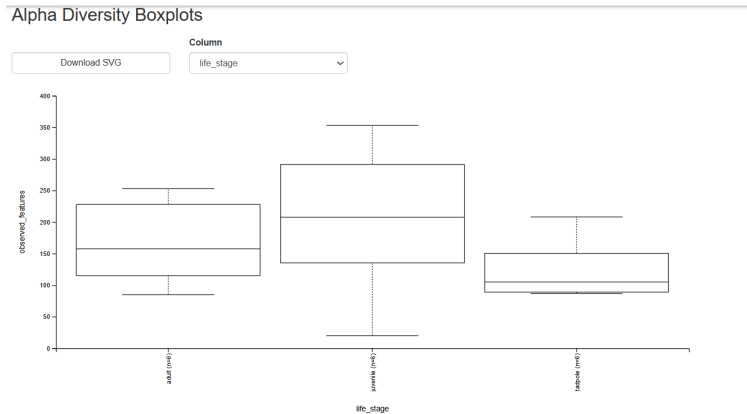 Alpha Diversity Boxplots
Column
Download SVG
life_stage
400
350
300
250
200
150
100
50
0
observed_features
adult (n=6)
juvenile (n=6)
tadpole (n=6)
life_stage